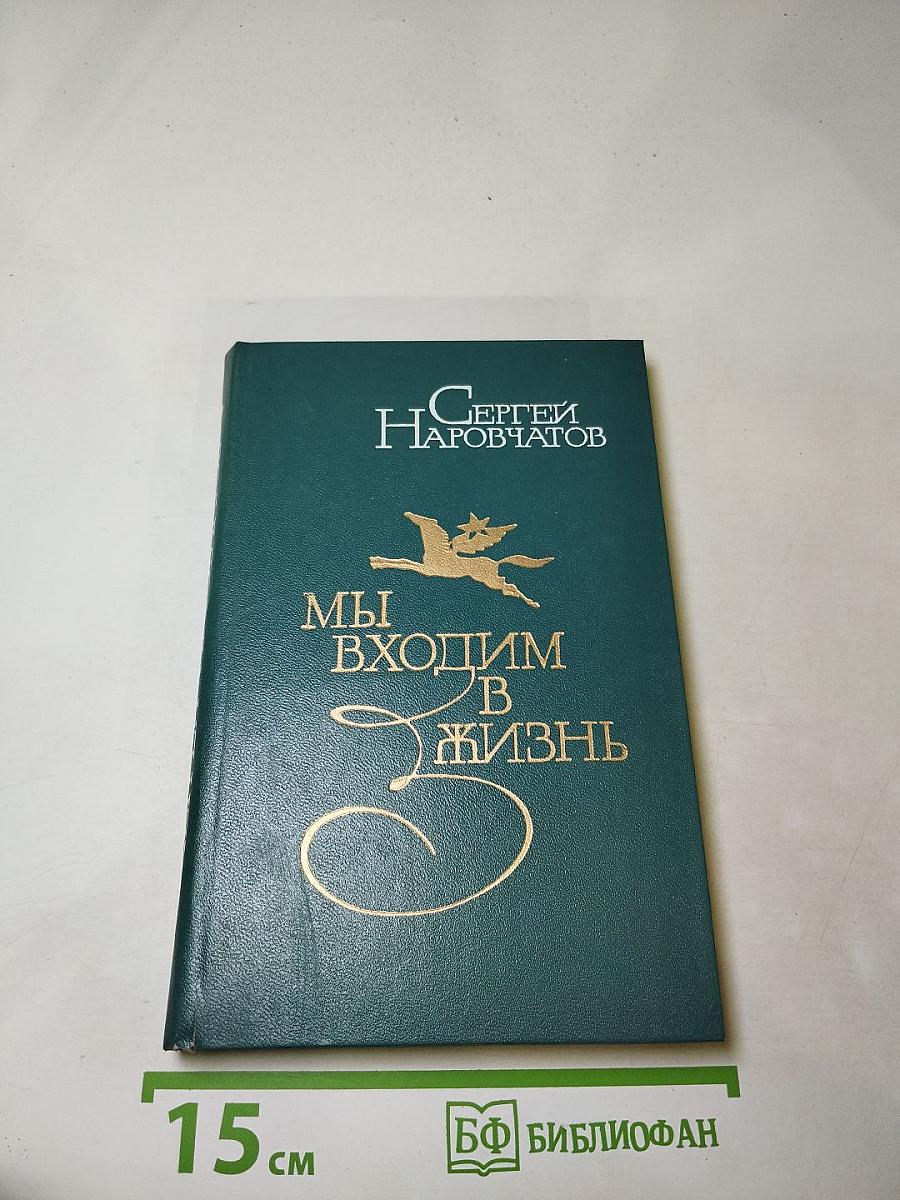 СЕРГЕЙ
НАРОВЧАТОВ
МЫ
ВХОДИМ
В
ЖИЗНЬ
15 см
БФ БИБЛИОФАН